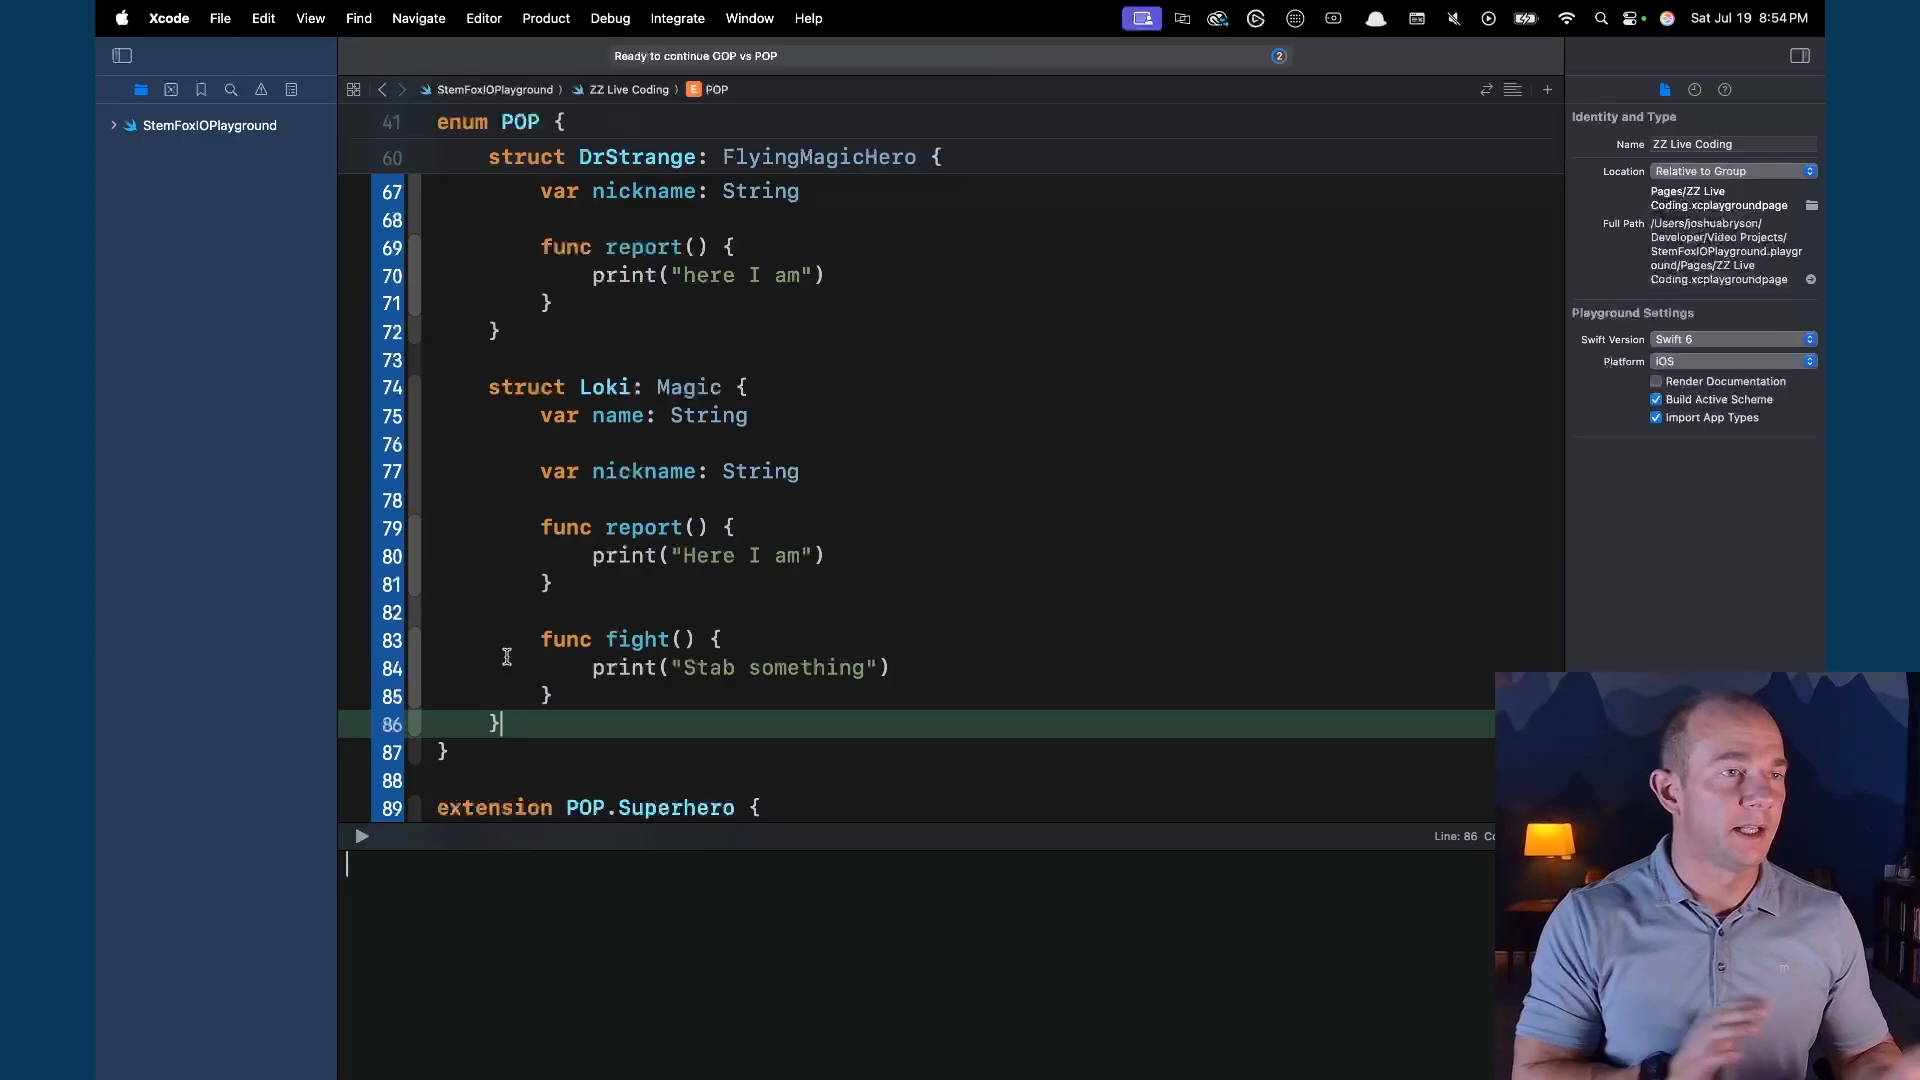 Xcode File Edit View Find Navigate Editor Product Debug Integrate Window Help Sat Jul 19 8:54 PM
Ready to continue OOP vs POP 2
StemFoxIOPlayground ⟩ ZZ Live Coding ⟩ E POP
StemFoxIOPlayground
41 enum POP {
60 struct DrStrange: FlyingMagicHero {
67 var nickname: String
68
69 func report() {
70 print("here I am")
71 }
72 }
73
74 struct Loki: Magic {
75 var name: String
76
77 var nickname: String
78
79 func report() {
80 print("Here I am")
81 }
82
83 func fight() {
84 print("Stab something")
85 }
86 }
87 }
88
89 extension POP.Superhero {
Line: 86 Co
Identity and Type
Name ZZ Live Coding
Location Relative to Group
Pages/ZZ Live
Coding.xcplaygroundpage
Full Path /Users/joshuabryson/
Developer/Video Projects/
StemFoxIOPlayground.playgr
ound/Pages/ZZ Live
Coding.xcplaygroundpage
Playground Settings
Swift Version Swift 6
Platform iOS
Render Documentation
Build Active Scheme
Import App Types